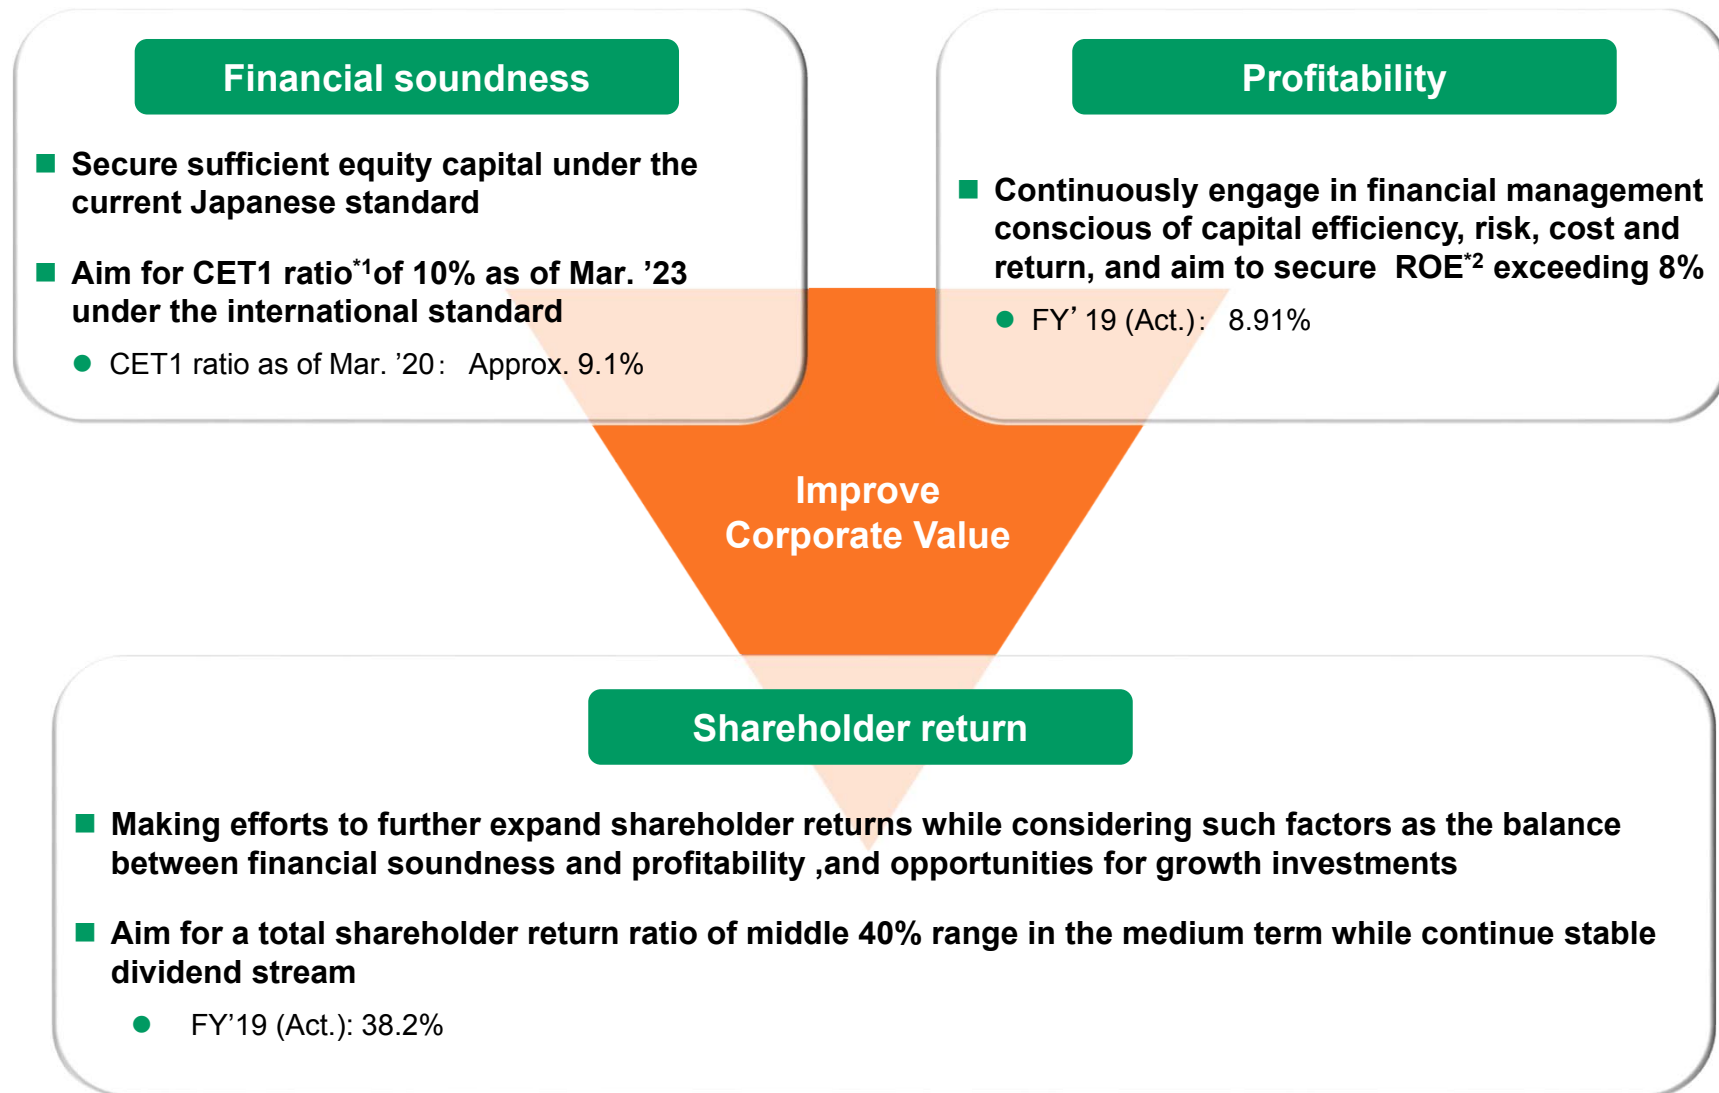 Financial soundness
■ Secure sufficient equity capital under the
current Japanese standard
■ Aim for CET1 ratio*1of 10% as of Mar. ’23
under the international standard
● CET1 ratio as of Mar. ’20： Approx. 9.1%
Profitability
■ Continuously engage in financial management
conscious of capital efficiency, risk, cost and
return, and aim to secure ROE*2 exceeding 8%
● FY’ 19 (Act.)： 8.91%
Improve
Corporate Value
Shareholder return
■ Making efforts to further expand shareholder returns while considering such factors as the balance
between financial soundness and profitability ,and opportunities for growth investments
■ Aim for a total shareholder return ratio of middle 40% range in the medium term while continue stable
dividend stream
● FY’19 (Act.): 38.2%